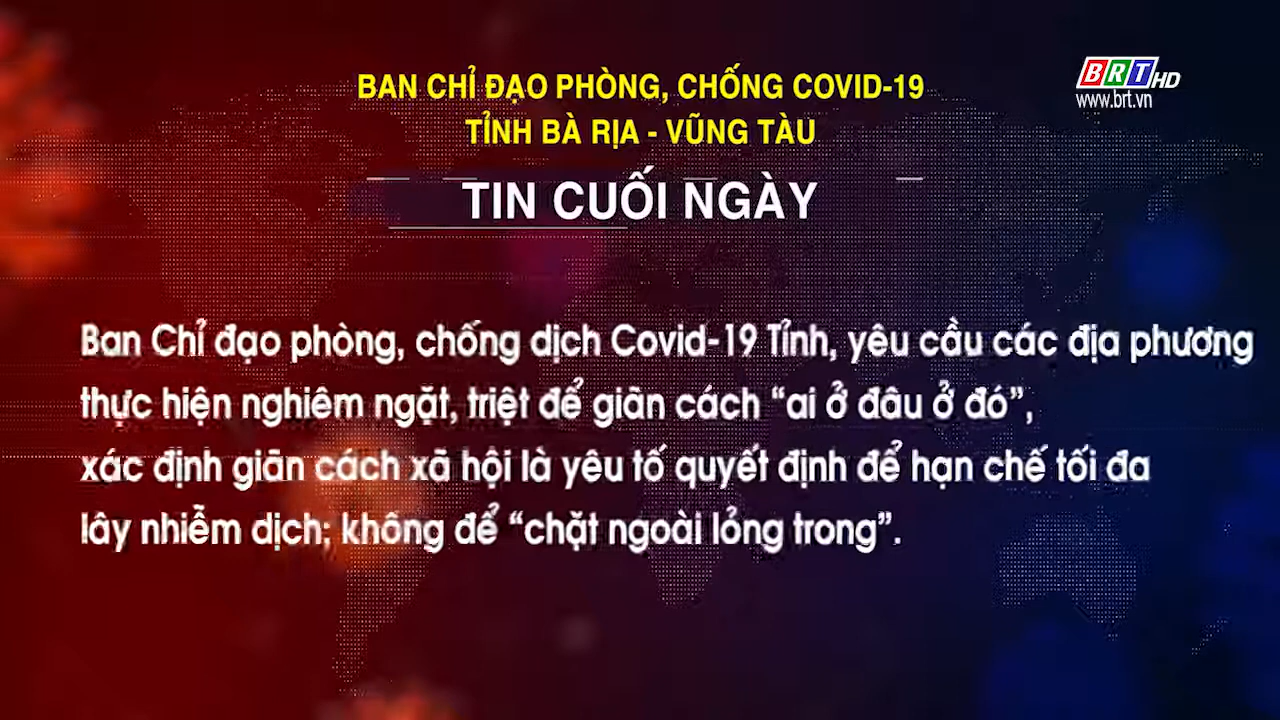 BAN CHỈ ĐẠO PHÒNG, CHỐNG COVID-19
TỈNH BÀ RỊA - VŨNG TÀU
BRT HD
www.brt.vn
TIN CUỐI NGÀY
Ban Chỉ đạo phòng, chống dịch Covid-19 Tỉnh, yêu cầu các địa phương
thực hiện nghiêm ngặt, triệt để giãn cách “ai ở đâu ở đó”,
xác định giãn cách xã hội là yêu tố quyết định để hạn chế tối đa
lây nhiễm dịch; không để “chặt ngoài lỏng trong”.